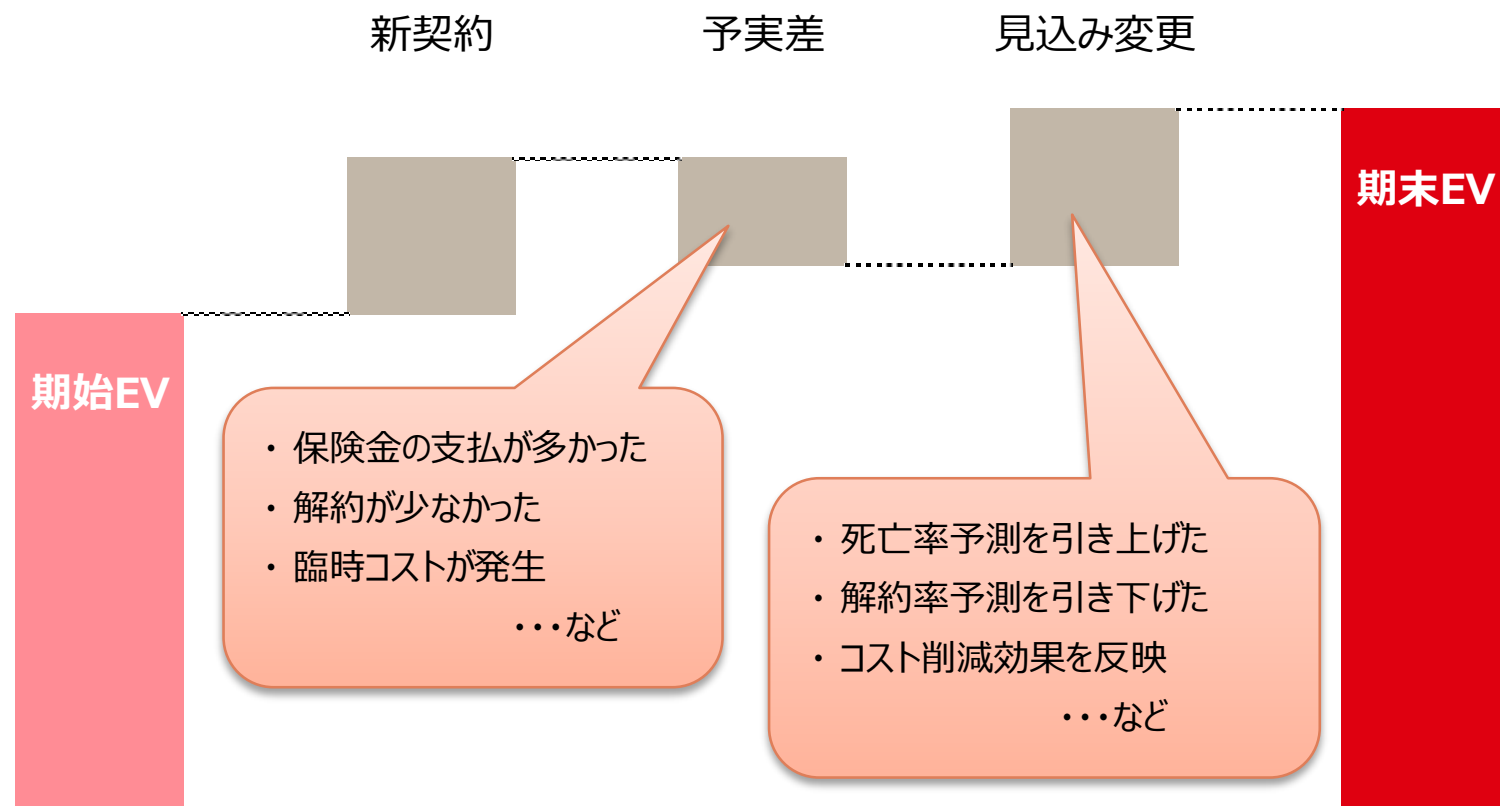 新契約
予実差
見込み変更
期末EV
期始EV
・ 保険金の支払が多かった
・ 解約が少なかった
・ 臨時コストが発生
・・・など
・ 死亡率予測を引き上げた
・ 解約率予測を引き下げた
・ コスト削減効果を反映
・・・など